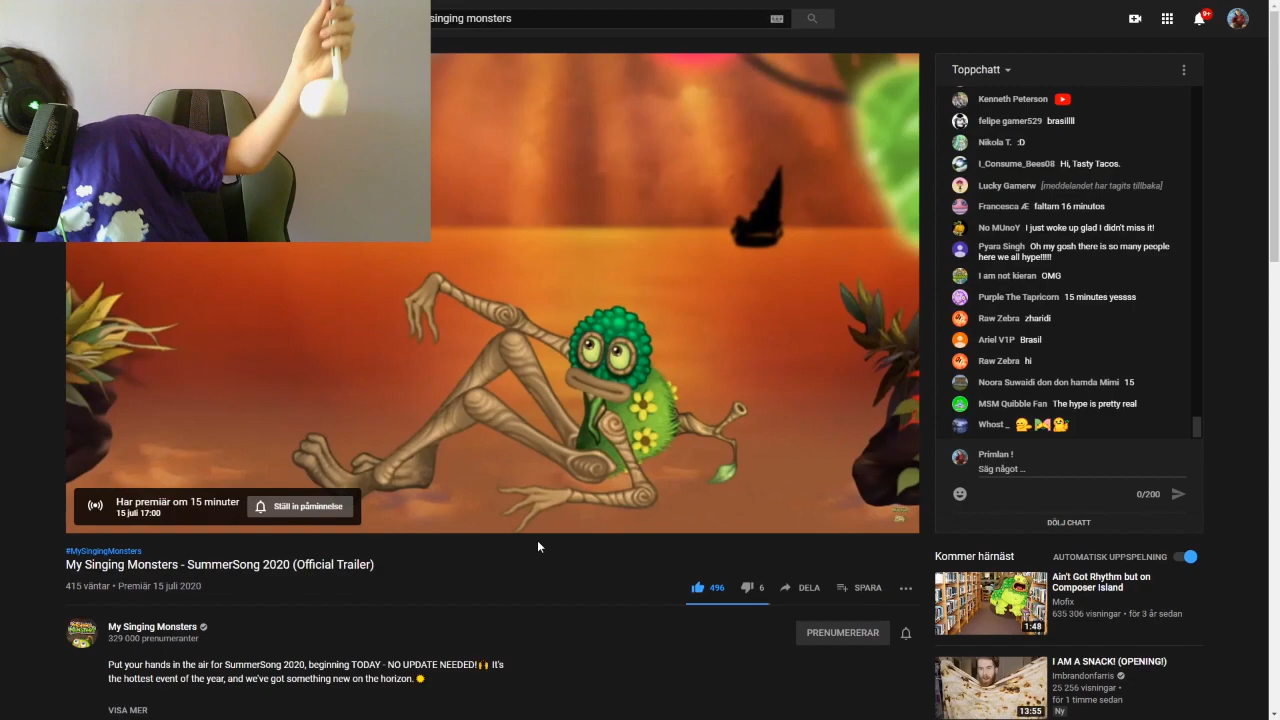 singing monsters
9+
Toppchatt
Kenneth Peterson
felipe gamer529 brasillll
Nikola T. :D
I_Consume_Bees08 Hi, Tasty Tacos.
Lucky Gamerw [meddelandet har tagits tillbaka]
Francesca Æ faltam 16 minutos
No MUnoY I just woke up glad I didn't miss it!
Pyara Singh Oh my gosh there is so many people
here we all hype!!!!!
I am not kieran OMG
Purple The Tapricorn 15 minutes yessss
Raw Zebra zharidi
Ariel V1P Brasil
Raw Zebra hi
Noora Suwaidi don don hamda Mimi 15
MSM Quibble Fan The hype is pretty real
Whost _
Primlan !
Säg något ...
0/200
DÖLJ CHATT
Har premiär om 15 minuter
15 juli 17:00
Ställ in påminnelse
#MySingingMonsters
My Singing Monsters - SummerSong 2020 (Official Trailer)
415 väntar • Premiär 15 juli 2020
496
6
DELA
SPARA
My Singing Monsters
329 000 prenumeranter
PRENUMERERAR
Put your hands in the air for SummerSong 2020, beginning TODAY - NO UPDATE NEEDED!🙌 It's
the hottest event of the year, and we've got something new on the horizon.
VISA MER
Kommer härnäst
AUTOMATISK UPPSPELNING
Ain't Got Rhythm but on
Composer Island
Mofix
635 306 visningar • för 3 år sedan
1:48
I AM A SNACK! (OPENING!)
Imbrandonfarris
25 256 visningar •
för 1 timme sedan
Ny
13:55